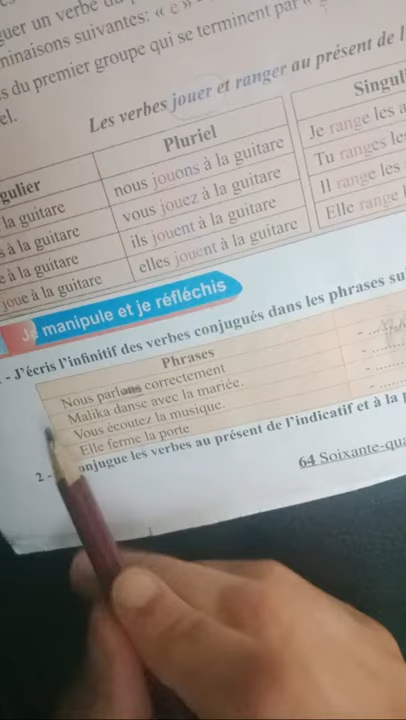 guer un verbe du
minaisons suivantes: « e »
s du premier groupe qui se terminent par «
el.
Les verbes jouer et ranger au présent de l
gulier
Pluriel
Singul
la guitare
nous jouons à la guitare
Je range les a
s à la guitare
vous jouez à la guitare
Tu ranges les
e à la guitare
ils jouent à la guitare
Il range les
joue à la guitare
elles jouent à la guitare
Elle range l
Je manipule et je réfléchis
- J'écris l'infinitif des verbes conjugués dans les phrases su
Phrases
Nous parlons correctement
Malika danse avec la mariée.
Vous écoutez la musique.
Elle ferme la porte
2 - onjugue les verbes au présent de l'indicatif et à la
64 Soixante-qua